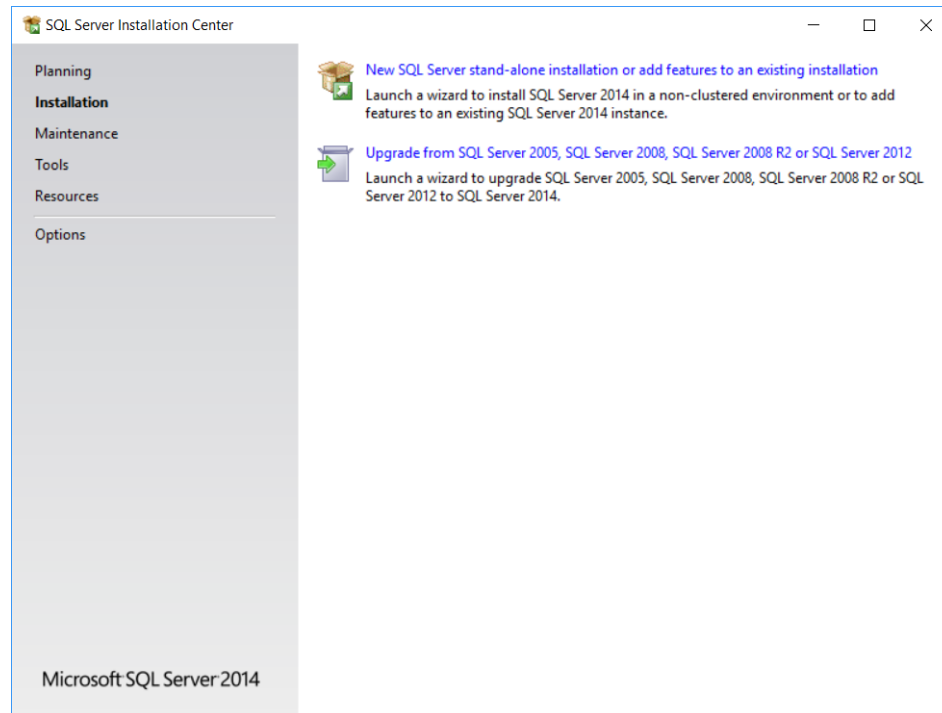 SQL Server Installation Center
Planning
Installation
Maintenance
Tools
Resources
Options
New SQL Server stand-alone installation or add features to an existing installation
Launch a wizard to install SQL Server 2014 in a non-clustered environment or to add
features to an existing SQL Server 2014 instance.
Upgrade from SQL Server 2005, SQL Server 2008, SQL Server 2008 R2 or SQL Server 2012
Launch a wizard to upgrade SQL Server 2005, SQL Server 2008, SQL Server 2008 R2 or SQL
Server 2012 to SQL Server 2014.
Microsoft SQL Server 2014